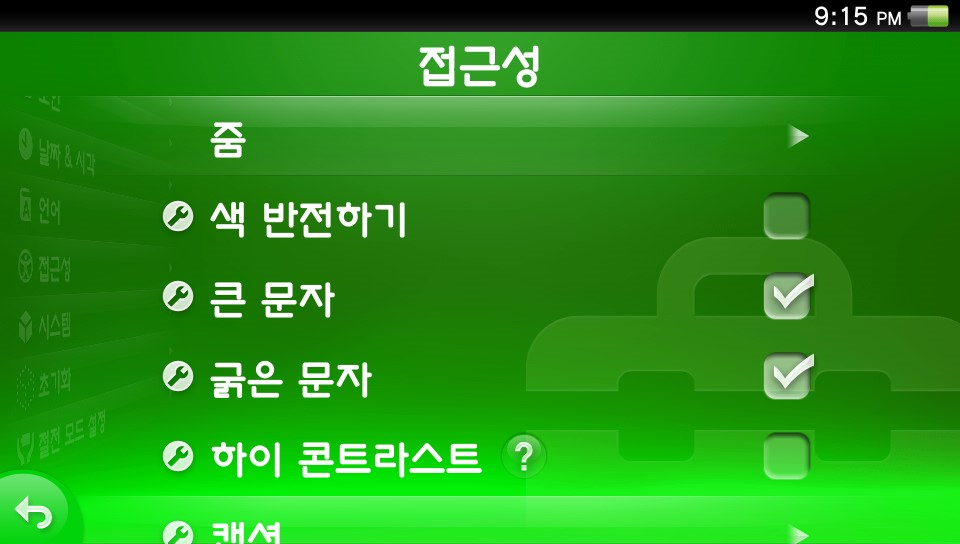 9:15 PM
접근성
줌
날짜 & 시각
색 반전하기
언어
접근성
큰 문자
시스템
굵은 문자
초기화
절전 모드 설정
하이 콘트라스트 ?
캡션